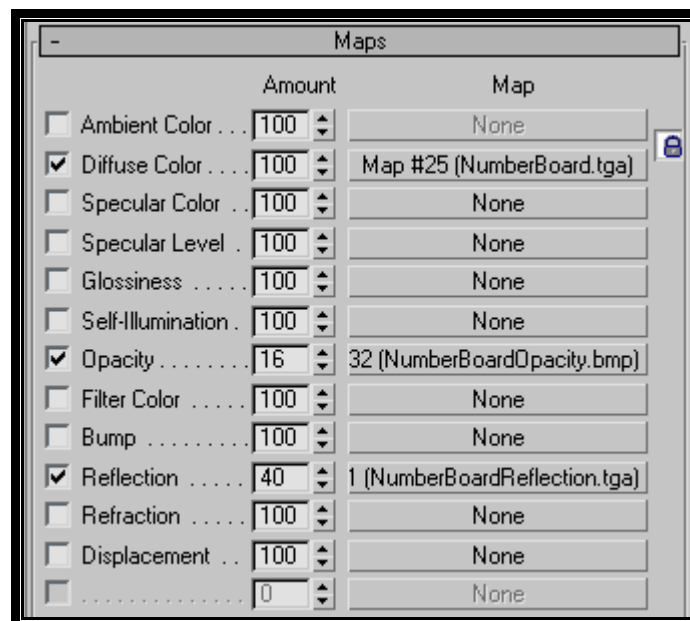 - Maps
Amount Map
Ambient Color . . . 100 None
Diffuse Color . . . . 100 Map #25 (NumberBoard.tga)
Specular Color . . 100 None
Specular Level . 100 None
Glossiness . . . . . 100 None
Self-Illumination . 100 None
Opacity . . . . . . . . 16 32 (NumberBoardOpacity.bmp)
Filter Color . . . . . 100 None
Bump . . . . . . . . . 100 None
Reflection . . . . . 40 1 (NumberBoardReflection.tga)
Refraction . . . . . 100 None
Displacement . . 100 None
. . . . . . . . . . . . . . 0 None